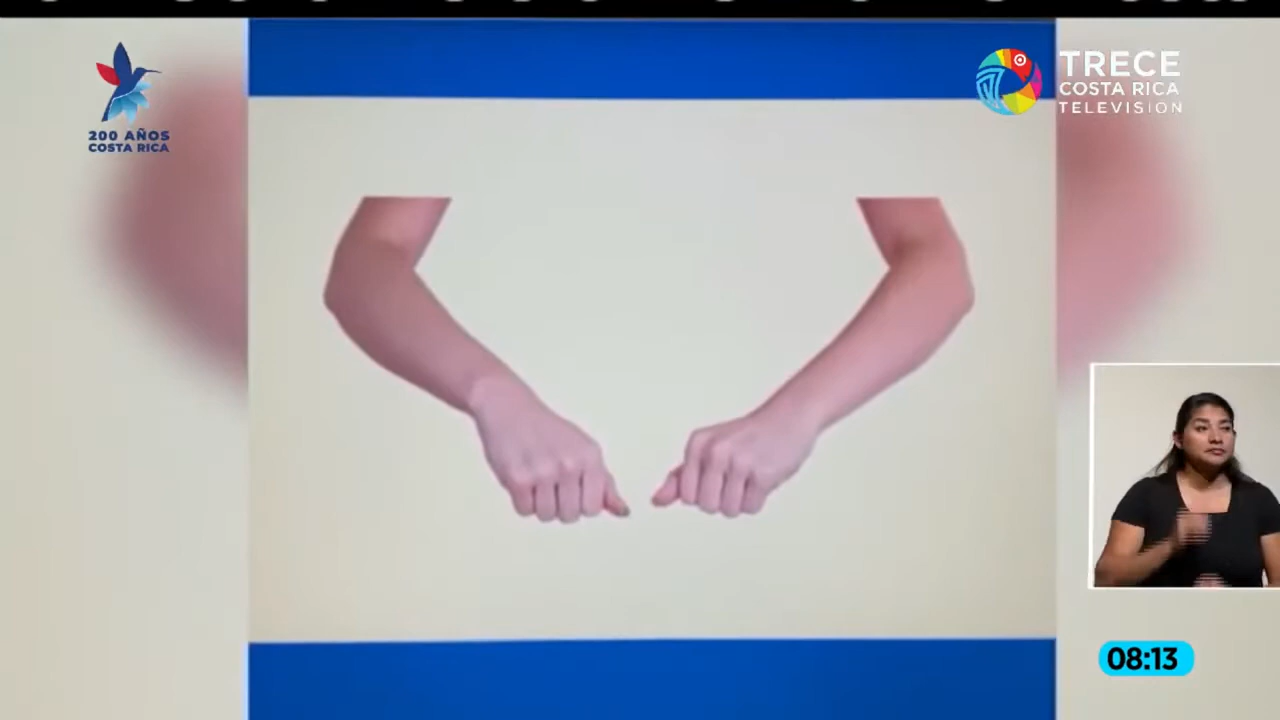 200 AÑOS
COSTA RICA
TRECE
COSTA RICA
TELEVISION
08:13